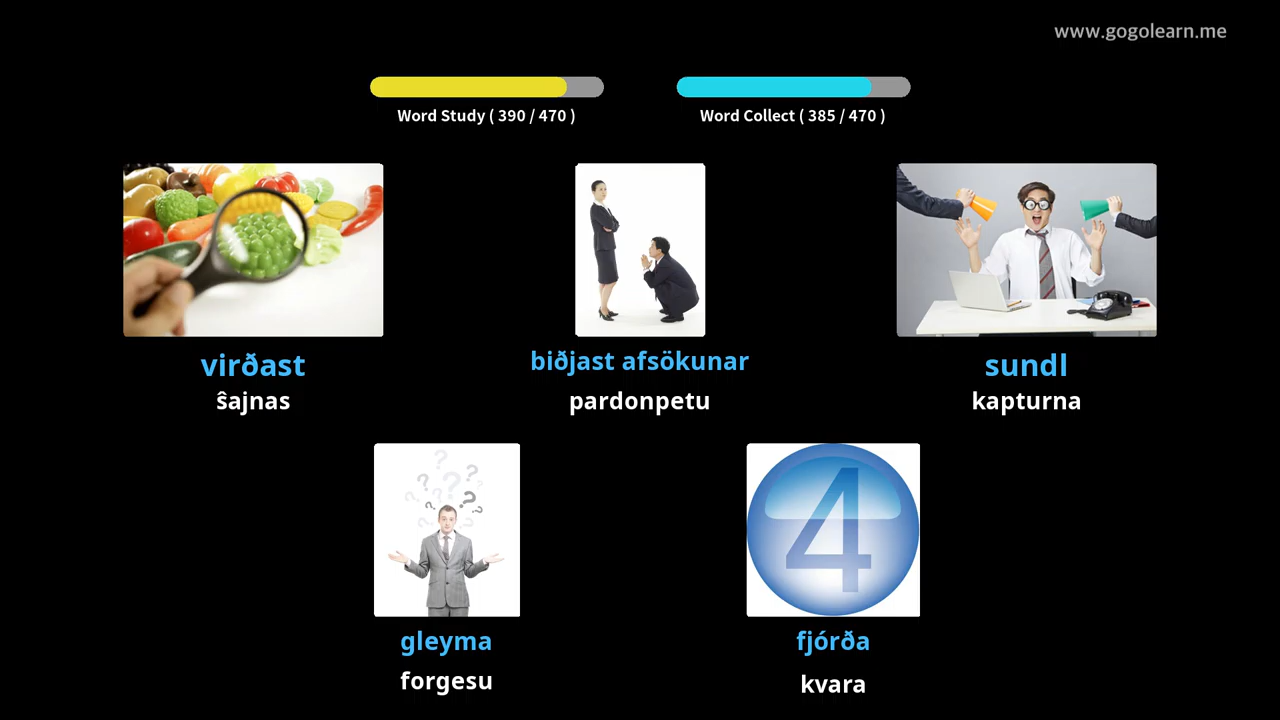 www.gogolearn.me
Word Study ( 390 / 470 )
Word Collect ( 385 / 470 )
virðast
ŝajnas
biðjast afsökunar
pardonpetu
sundl
kapturna
gleyma
forgesu
4
fjórða
kvara